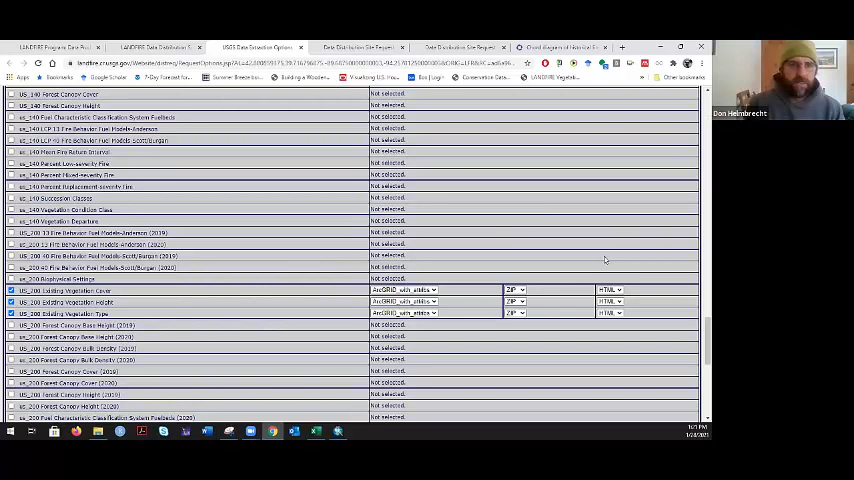 LANDFIRE Program: Data Prod
LANDFIRE Data Distribution S
USGS Data Extraction Options
Data Distribution Site Request
Data Distribution Site Request
Chord diagram of historical fi
landfire.cr.usgs.gov/Website/distreq/RequestOptions.jsp?
Apps
Bookmarks
Google Scholar
7-Day Forecast for
Summer Breeze bu
Building a Wooden
Visualising U.S. Ho
Box | Login
Conservation Data
LANDFIRE Vegetati
Other bookmarks
US_140 Forest Canopy Cover Not selected.
US_140 Forest Canopy Height Not selected.
us_140 Fuel Characteristic Classification System Fuelbeds Not selected.
us_140 LCP 13 Fire Behavior Fuel Models-Anderson Not selected.
us_140 LCP 40 Fire Behavior Fuel Models-Scott/Burgan Not selected.
us_140 Mean Fire Return Interval Not selected.
us_140 Percent Low-severity Fire Not selected.
us_140 Percent Mixed-severity Fire Not selected.
us_140 Percent Replacement-severity Fire Not selected.
us_140 Succession Classes Not selected.
us_140 Vegetation Condition Class Not selected.
us_140 Vegetation Departure Not selected.
US_200 13 Fire Behavior Fuel Models-Anderson (2019) Not selected.
us_200 13 Fire Behavior Fuel Models-Anderson (2020) Not selected.
us_200 40 Fire Behavior Fuel Models-Scott/Burgan (2019) Not selected.
us_200 40 Fire Behavior Fuel Models-Scott/Burgan (2020) Not selected.
us_200 Biophysical Settings Not selected.
US_200 Existing Vegetation Cover ArcGRID_with_attribs ZIP HTML
US_200 Existing Vegetation Height ArcGRID_with_attribs ZIP HTML
US_200 Existing Vegetation Type ArcGRID_with_attribs ZIP HTML
US_200 Forest Canopy Base Height (2019) Not selected.
US_200 Forest Canopy Base Height (2020) Not selected.
US_200 Forest Canopy Bulk Density (2019) Not selected.
US_200 Forest Canopy Bulk Density (2020) Not selected.
US_200 Forest Canopy Cover (2019) Not selected.
US_200 Forest Canopy Cover (2020) Not selected.
US_200 Forest Canopy Height (2019) Not selected.
US_200 Forest Canopy Height (2020) Not selected.
US_200 Fuel Characteristic Classification System Fuelbeds (2020) Not selected.
Don Helmbrecht